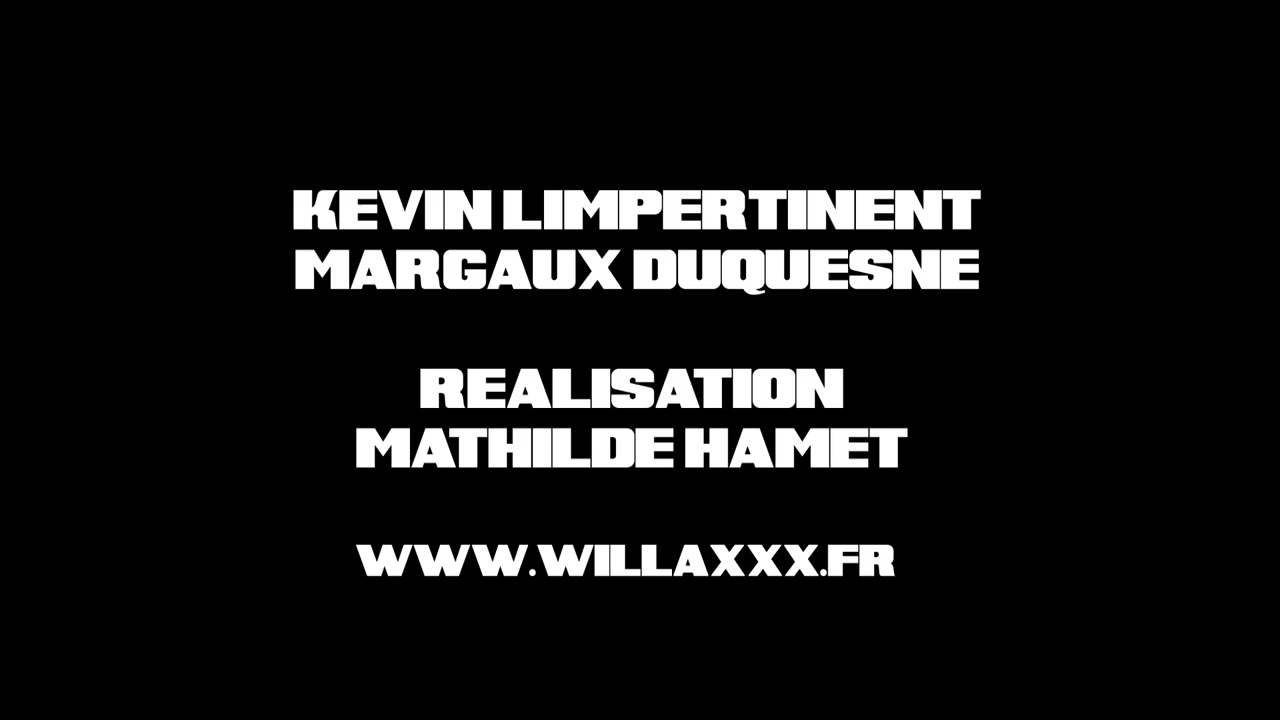 KEVIN LIMPERTINENT
MARGAUX DUQUESNE
REALISATION
MATHILDE HAMET
WWW.WILLAXXX.FR